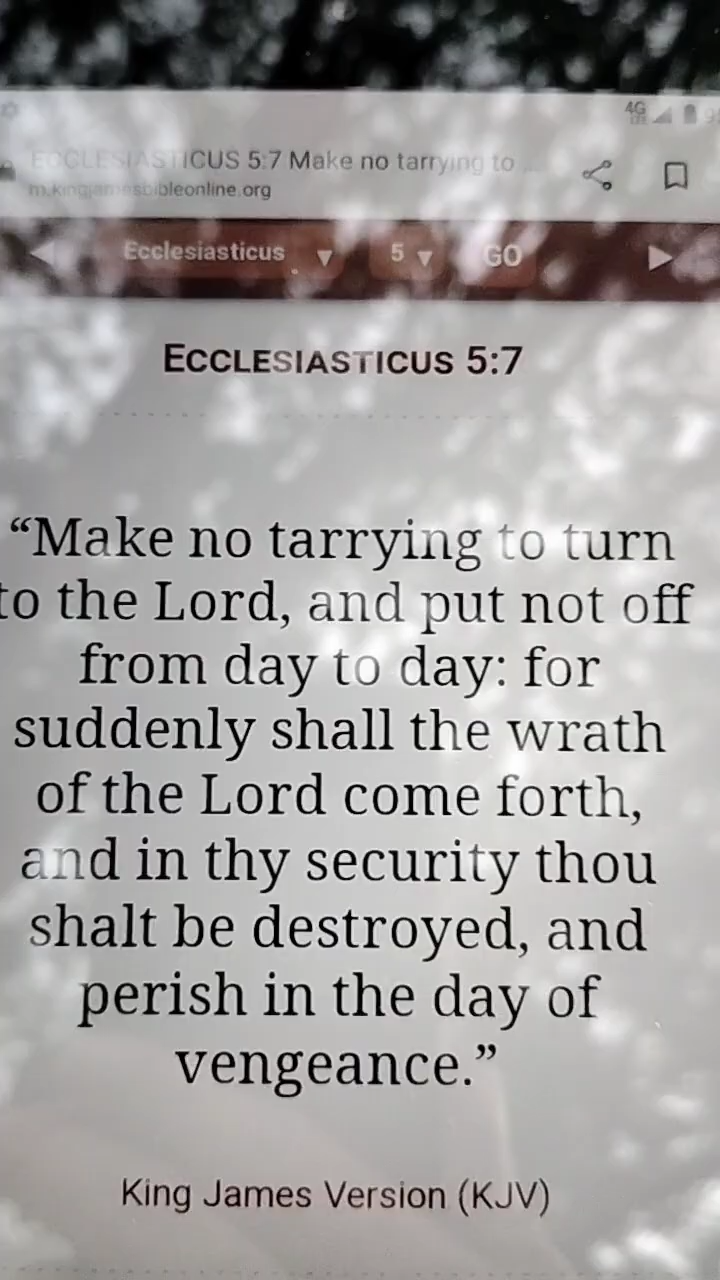 4G
ECCLESIASTICUS 5:7 Make no tarrying to ...
m.kingjamesbibleonline.org
Ecclesiasticus ▼ 5 ▼ GO
ECCLESIASTICUS 5:7
“Make no tarrying to turn
to the Lord, and put not off
from day to day: for
suddenly shall the wrath
of the Lord come forth,
and in thy security thou
shalt be destroyed, and
perish in the day of
vengeance.”
King James Version (KJV)